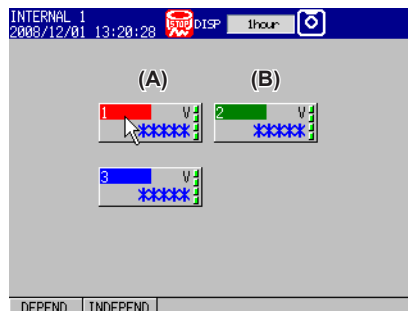 INTERNAL 1
2008/12/01 13:20:28 STOP DISP 1hour
(A) (B)
1 V 2 V
***** *****
3 V
*****
DEPEND INDEPEND